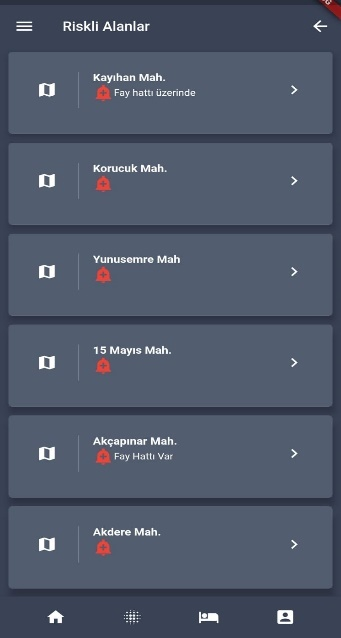 Riskli Alanlar
Kayıhan Mah.
Fay hattı üzerinde
Korucuk Mah.
Yunusemre Mah
15 Mayıs Mah.
Akçapınar Mah.
Fay Hattı Var
Akdere Mah.